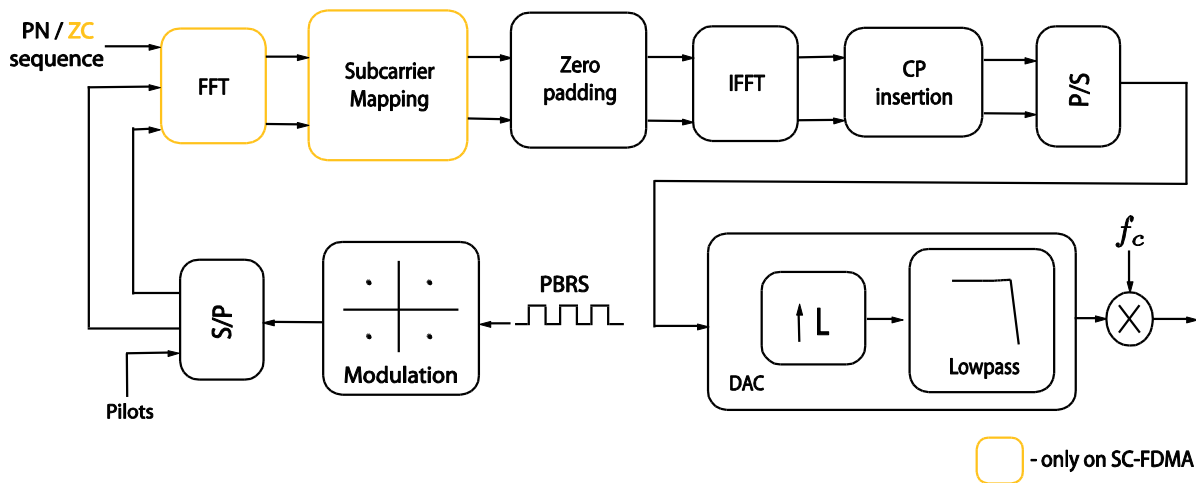 PN / ZC
sequence
FFT
Subcarrier
Mapping
Zero
padding
IFFT
CP
insertion
P/S
S/P
Pilots
Modulation
PBRS
L
Lowpass
DAC
fc
- only on SC-FDMA